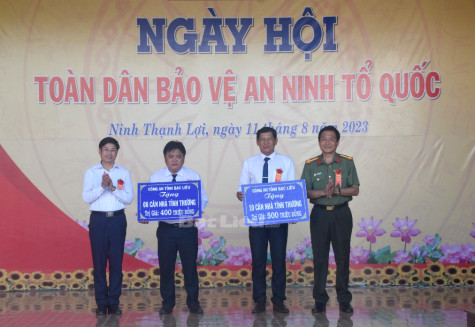 NGÀY HỘI
TOÀN DÂN BẢO VỆ AN NINH TỔ QUỐC
Ninh Thạnh Lợi, ngày 11 tháng 8 năm 2023
CÔNG AN TỈNH BẠC LIÊU
Tặng
08 CĂN NHÀ TÌNH THƯƠNG
Trị Giá: 400 TRIỆU ĐỒNG
CÔNG AN TỈNH BẠC LIÊU
Tặng
10 CĂN NHÀ TÌNH THƯƠNG
Trị Giá: 500 TRIỆU ĐỒNG
Bạc Liêu